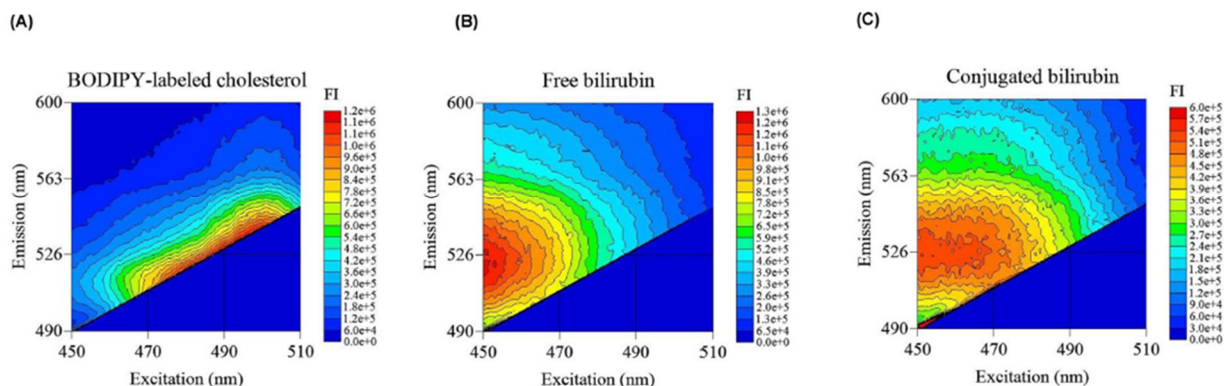 (A)
BODIPY-labeled cholesterol
FI
600
563
526
490
Emission (nm)
450 470 490 510
Excitation (nm)
1.2e+6
1.1e+6
1.1e+6
1.0e+6
9.6e+5
9.0e+5
8.4e+5
7.8e+5
7.2e+5
6.6e+5
6.0e+5
5.4e+5
4.8e+5
4.2e+5
3.6e+5
3.0e+5
2.4e+5
1.8e+5
1.2e+5
6.0e+4
0.0e+0
(B)
Free bilirubin
FI
600
563
526
490
Emission (nm)
450 470 490 510
Excitation (nm)
1.3e+6
1.2e+6
1.2e+6
1.1e+6
1.0e+6
9.8e+5
9.1e+5
8.5e+5
7.8e+5
7.2e+5
6.5e+5
5.9e+5
5.2e+5
4.6e+5
3.9e+5
3.3e+5
2.6e+5
2.0e+5
1.3e+5
6.5e+4
0.0e+0
(C)
Conjugated bilirubin
FI
600
563
526
490
Emission (nm)
450 470 490 510
Excitation (nm)
6.0e+5
5.7e+5
5.4e+5
5.1e+5
4.8e+5
4.5e+5
4.2e+5
3.9e+5
3.6e+5
3.3e+5
3.0e+5
2.7e+5
2.4e+5
2.1e+5
1.8e+5
1.5e+5
1.2e+5
9.0e+4
6.0e+4
3.0e+4
0.0e+0